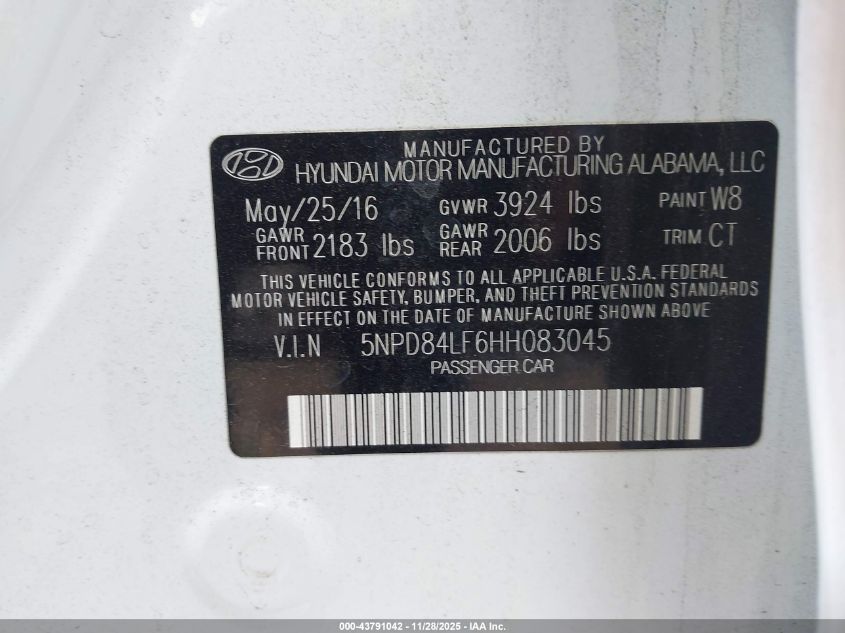 MANUFACTURED BY
HYUNDAI MOTOR MANUFACTURING ALABAMA, LLC
May/25/16 GVWR 3924 lbs PAINT W8
GAWR FRONT 2183 lbs GAWR REAR 2006 lbs TRIM CT
THIS VEHICLE CONFORMS TO ALL APPLICABLE U.S.A. FEDERAL
MOTOR VEHICLE SAFETY, BUMPER, AND THEFT PREVENTION STANDARDS
IN EFFECT ON THE DATE OF MANUFACTURE SHOWN ABOVE
V.I.N 5NPD84LF6HH083045
PASSENGER CAR
000-43791042 - 11/28/2025 - IAA Inc.